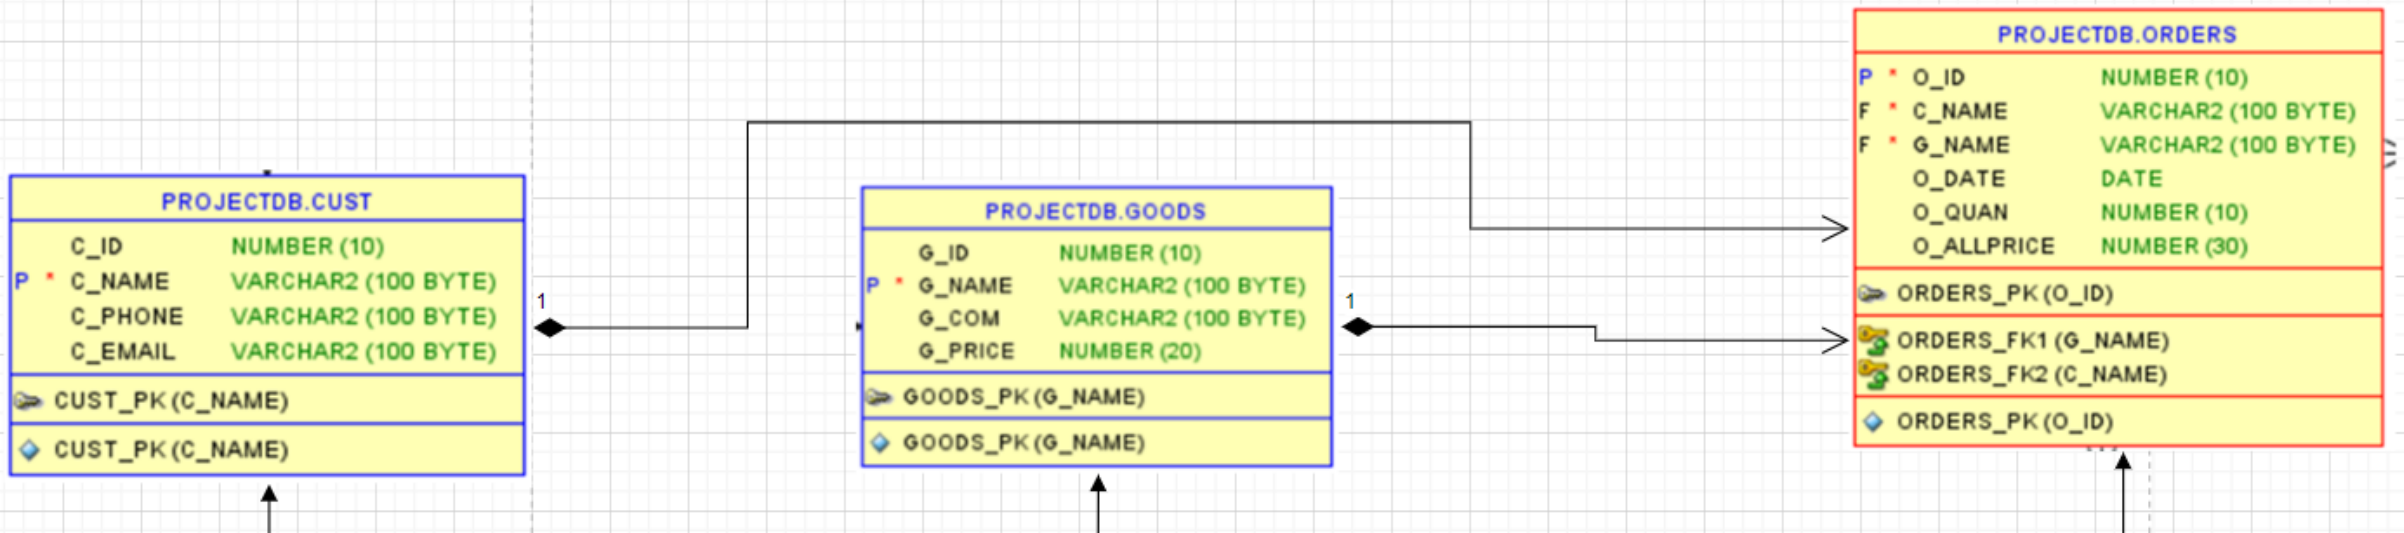 PROJECTDB.CUST
C_ID NUMBER (10)
P * C_NAME VARCHAR2 (100 BYTE)
C_PHONE VARCHAR2 (100 BYTE)
C_EMAIL VARCHAR2 (100 BYTE)
CUST_PK (C_NAME)
CUST_PK (C_NAME)
1
PROJECTDB.GOODS
G_ID NUMBER (10)
P * G_NAME VARCHAR2 (100 BYTE)
G_COM VARCHAR2 (100 BYTE)
G_PRICE NUMBER (20)
GOODS_PK (G_NAME)
GOODS_PK (G_NAME)
1
PROJECTDB.ORDERS
P * O_ID NUMBER (10)
F * C_NAME VARCHAR2 (100 BYTE)
F * G_NAME VARCHAR2 (100 BYTE)
O_DATE DATE
O_QUAN NUMBER (10)
O_ALLPRICE NUMBER (30)
ORDERS_PK (O_ID)
ORDERS_FK1 (G_NAME)
ORDERS_FK2 (C_NAME)
ORDERS_PK (O_ID)